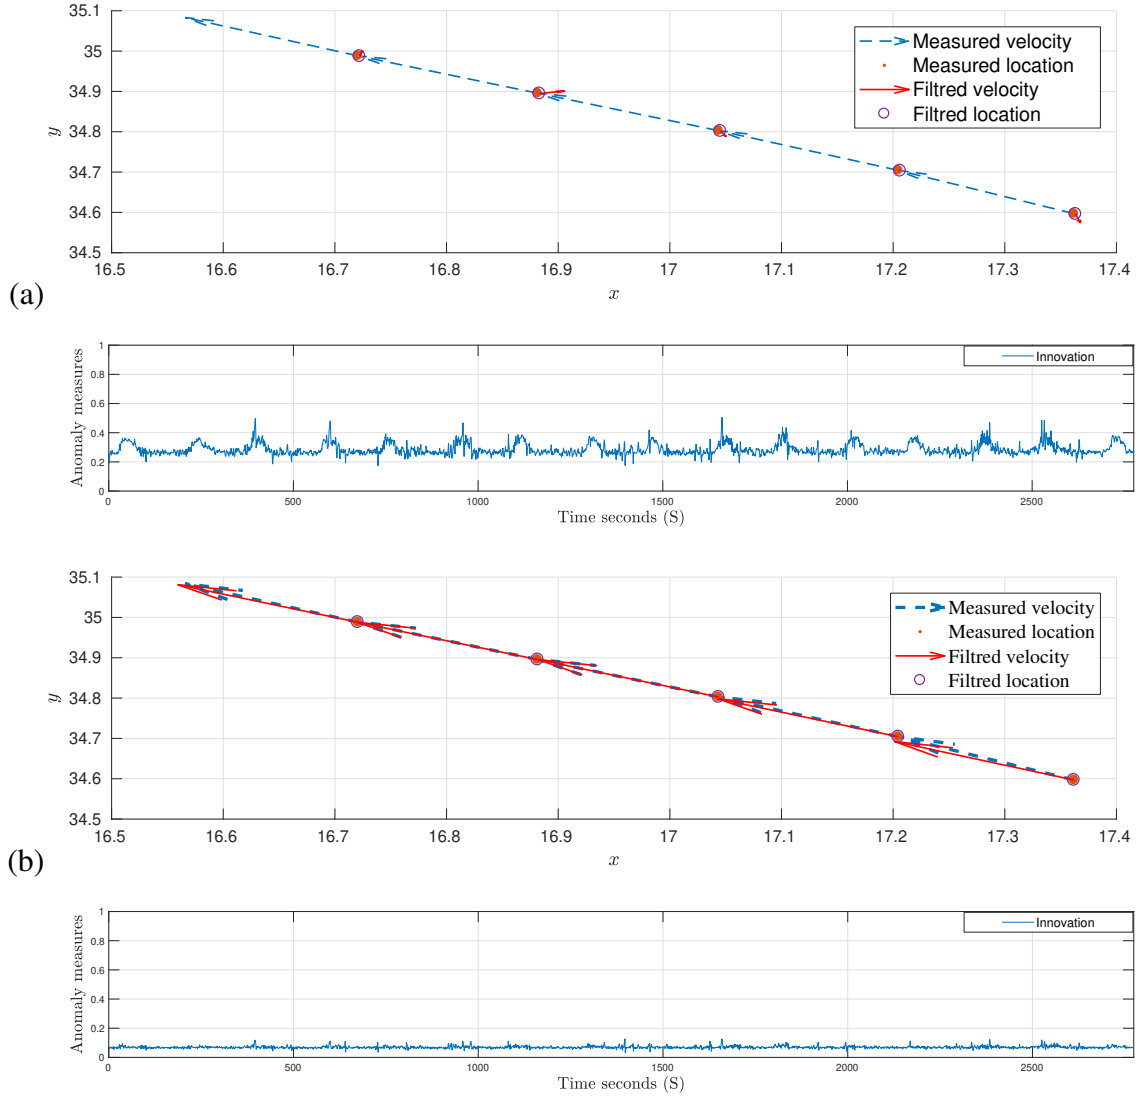 35.1
35
34.9
34.8
34.7
34.6
34.5
y
Measured velocity
Measured location
Filtred velocity
Filtred location
16.5 16.6 16.7 16.8 16.9 17 17.1 17.2 17.3 17.4
x
(a)
1
0.8
0.6
0.4
0.2
0
Anomaly measures
Innovation
0 500 1000 1500 2000 2500
Time seconds (S)
35.1
35
34.9
34.8
34.7
34.6
34.5
y
Measured velocity
Measured location
Filtred velocity
Filtred location
16.5 16.6 16.7 16.8 16.9 17 17.1 17.2 17.3 17.4
x
(b)
1
0.8
0.6
0.4
0.2
0
Anomaly measures
Innovation
0 500 1000 1500 2000 2500
Time seconds (S)